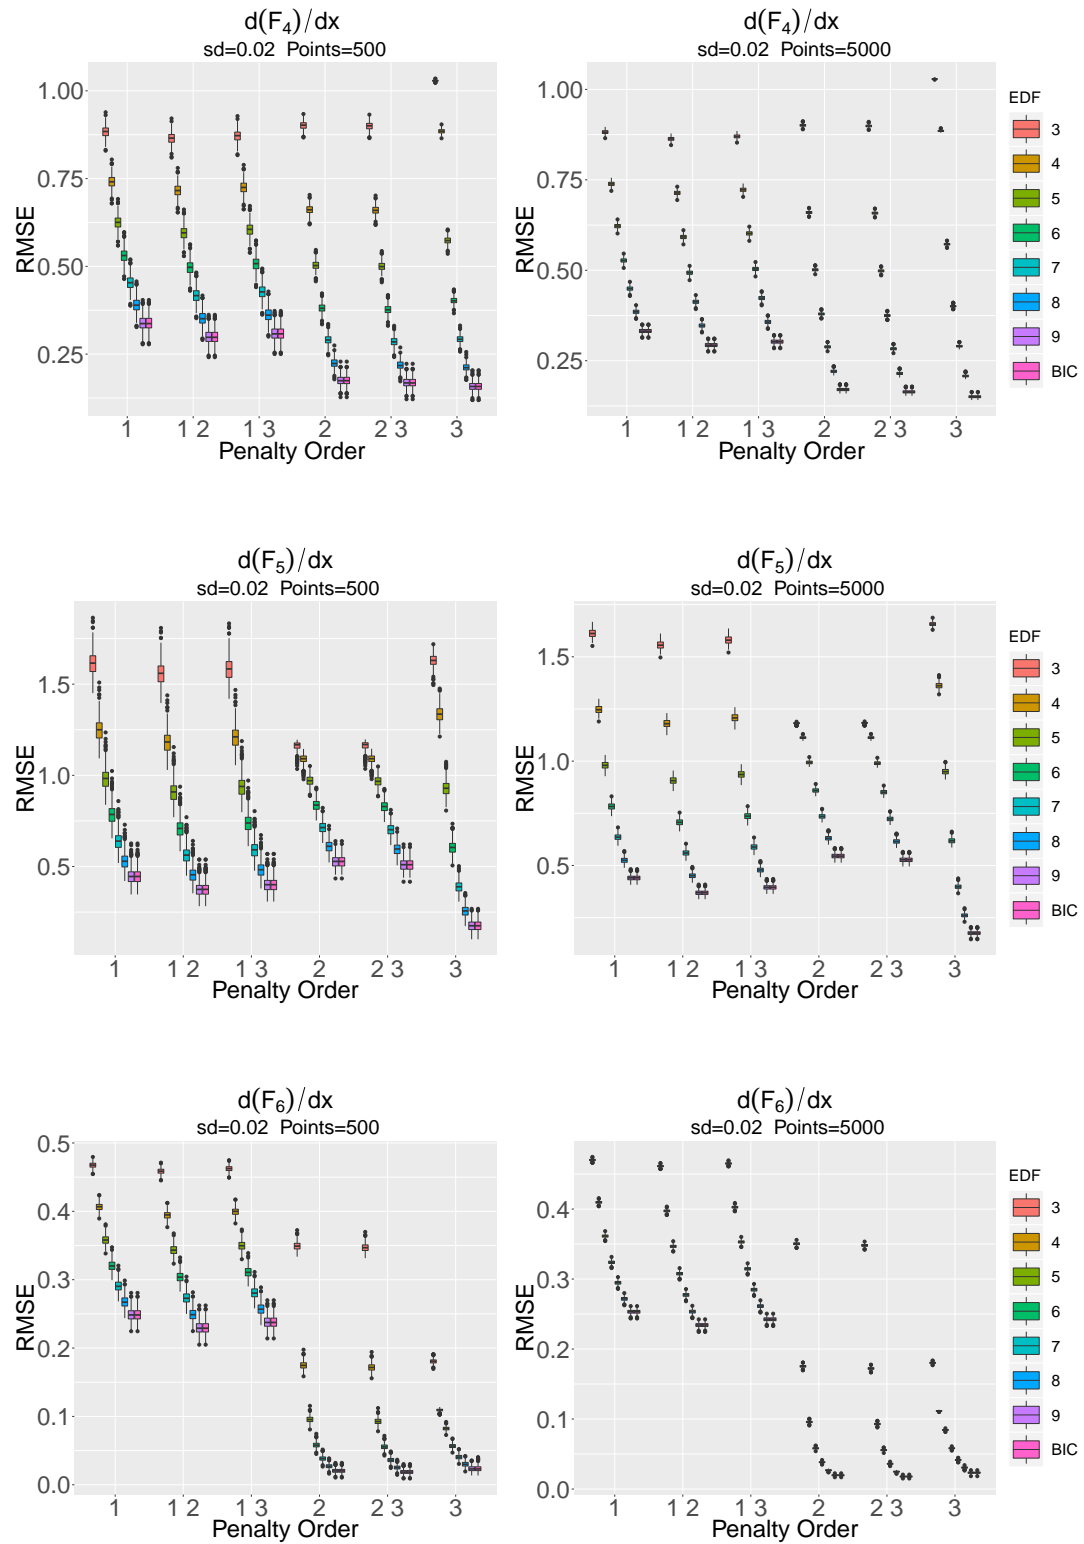 d(F4)/dx
sd=0.02 Points=500
RMSE
1.00
0.75
0.50
0.25
1
1 2
1 3
2
2 3
3
Penalty Order
d(F4)/dx
sd=0.02 Points=5000
RMSE
1.00
0.75
0.50
0.25
1
1 2
1 3
2
2 3
3
Penalty Order
EDF
3
4
5
6
7
8
9
BIC
d(F5)/dx
sd=0.02 Points=500
RMSE
1.5
1.0
0.5
1
1 2
1 3
2
2 3
3
Penalty Order
d(F5)/dx
sd=0.02 Points=5000
RMSE
1.5
1.0
0.5
1
1 2
1 3
2
2 3
3
Penalty Order
EDF
3
4
5
6
7
8
9
BIC
d(F6)/dx
sd=0.02 Points=500
RMSE
0.5
0.4
0.3
0.2
0.1
0.0
1
1 2
1 3
2
2 3
3
Penalty Order
d(F6)/dx
sd=0.02 Points=5000
RMSE
0.4
0.3
0.2
0.1
0.0
1
1 2
1 3
2
2 3
3
Penalty Order
EDF
3
4
5
6
7
8
9
BIC